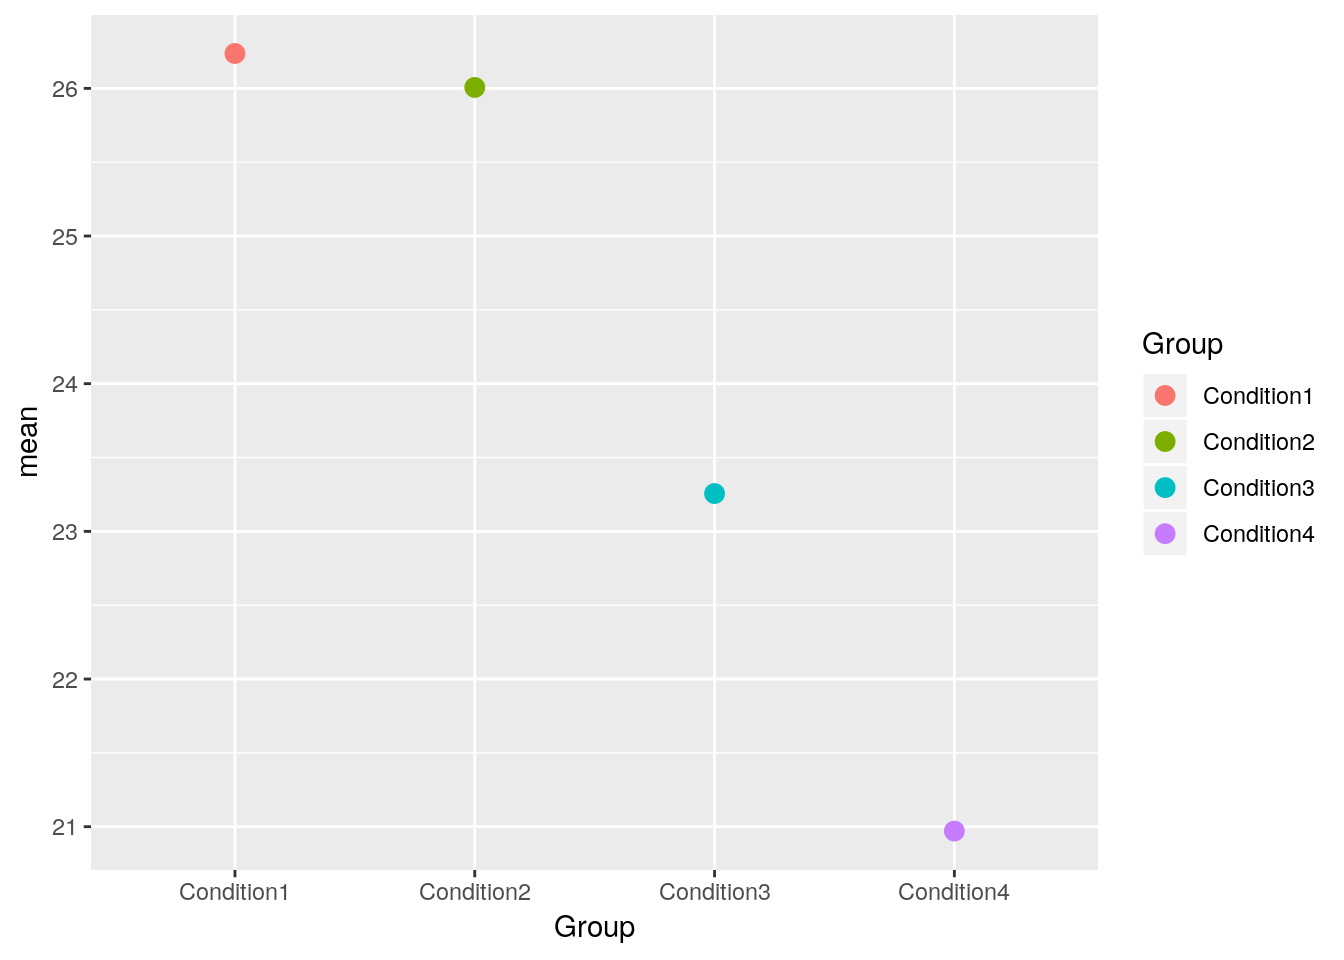 mean
26
25
24
23
22
21
Condition1 Condition2 Condition3 Condition4
Group
Group
Condition1
Condition2
Condition3
Condition4